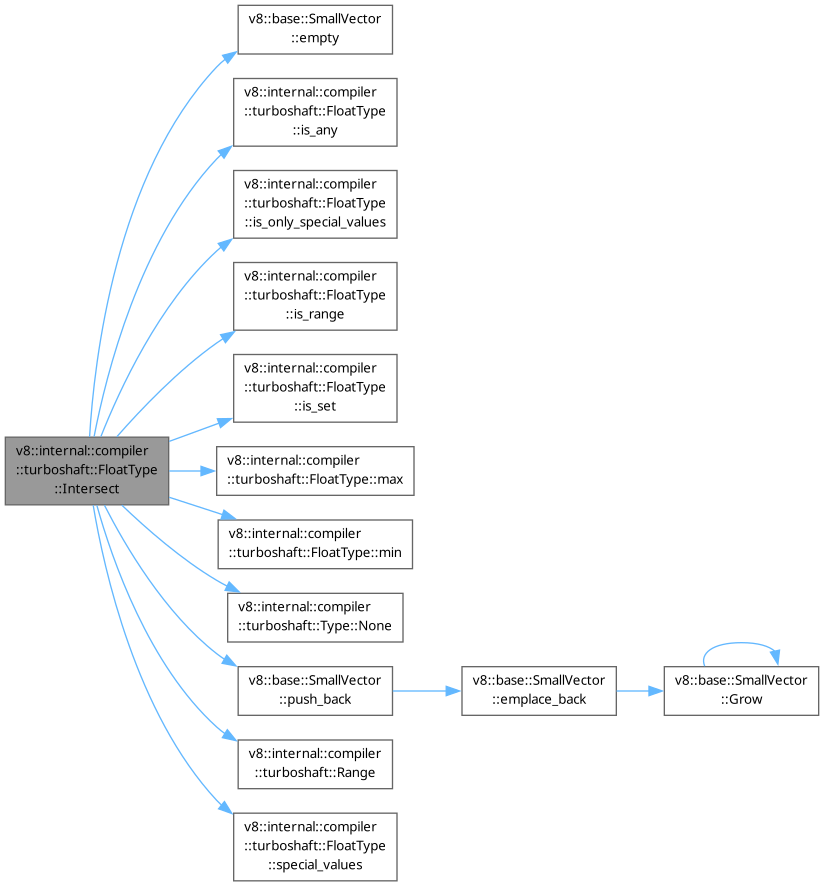 v8::base::SmallVector
::empty
v8::internal::compiler
::turboshaft::FloatType
::is_any
v8::internal::compiler
::turboshaft::FloatType
::is_only_special_values
v8::internal::compiler
::turboshaft::FloatType
::is_range
v8::internal::compiler
::turboshaft::FloatType
::is_set
v8::internal::compiler
::turboshaft::FloatType
::Intersect
v8::internal::compiler
::turboshaft::FloatType::max
v8::internal::compiler
::turboshaft::FloatType::min
v8::internal::compiler
::turboshaft::Type::None
v8::base::SmallVector
::push_back
v8::base::SmallVector
::emplace_back
v8::base::SmallVector
::Grow
v8::internal::compiler
::turboshaft::Range
v8::internal::compiler
::turboshaft::FloatType
::special_values